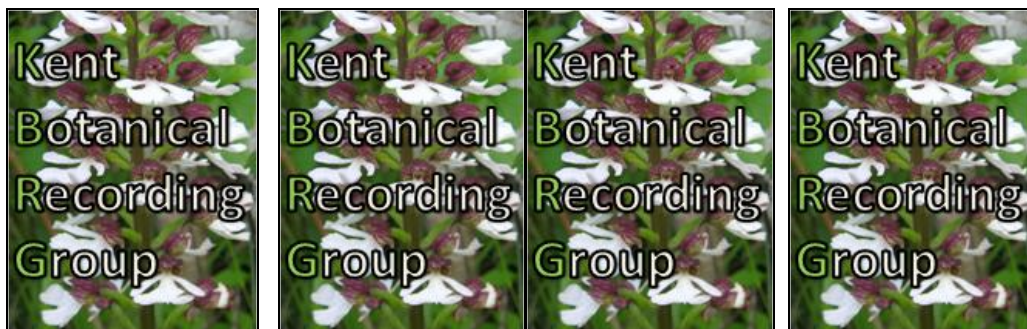 Kent Kent Kent Kent
Botanical Botanical Botanical Botanical
Recording Recording Recording Recording
Group Group Group Group